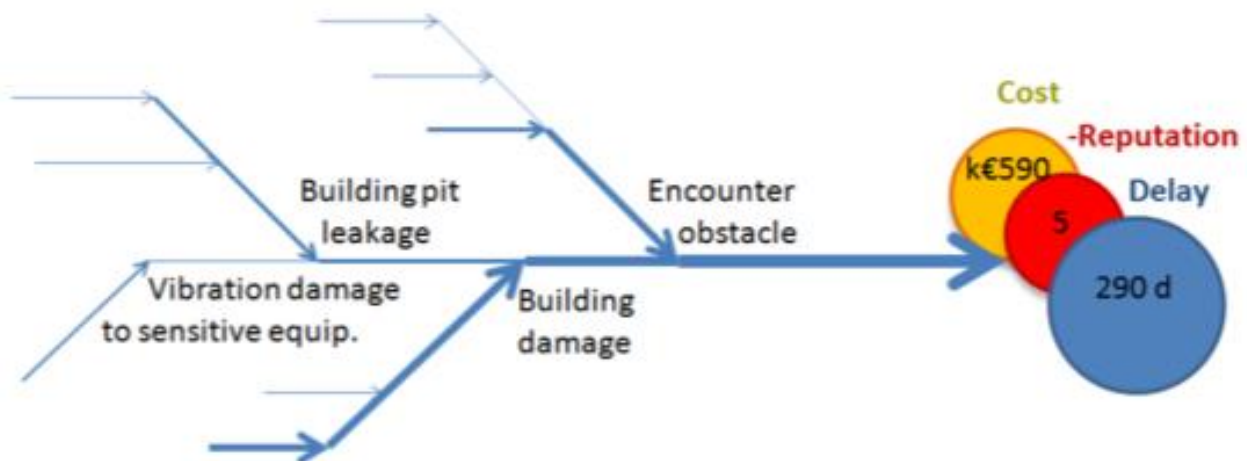 Cost
-Reputation
k€590
Delay
5
290 d
Building pit
leakage
Encounter
obstacle
Vibration damage
to sensitive equip.
Building
damage